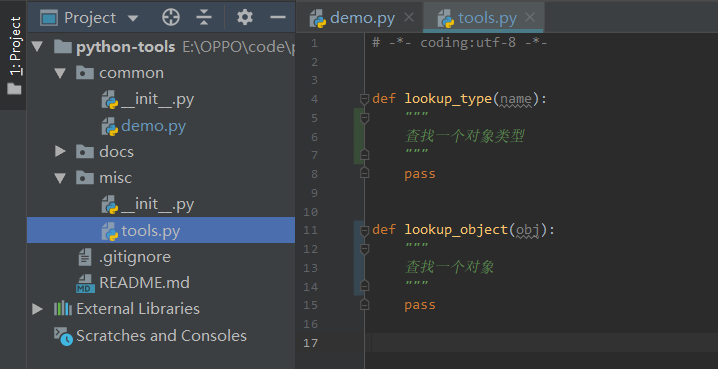 1: Project
Project
demo.py
tools.py
python-tools E:\OPPO\code\p
common
__init__.py
demo.py
docs
misc
__init__.py
tools.py
.gitignore
MD README.md
External Libraries
Scratches and Consoles
1 # -*- coding:utf-8 -*-
2
3
4 def lookup_type(name):
5 """
6 查找一个对象类型
7 """
8 pass
9
10
11 def lookup_object(obj):
12 """
13 查找一个对象
14 """
15 pass
16
17